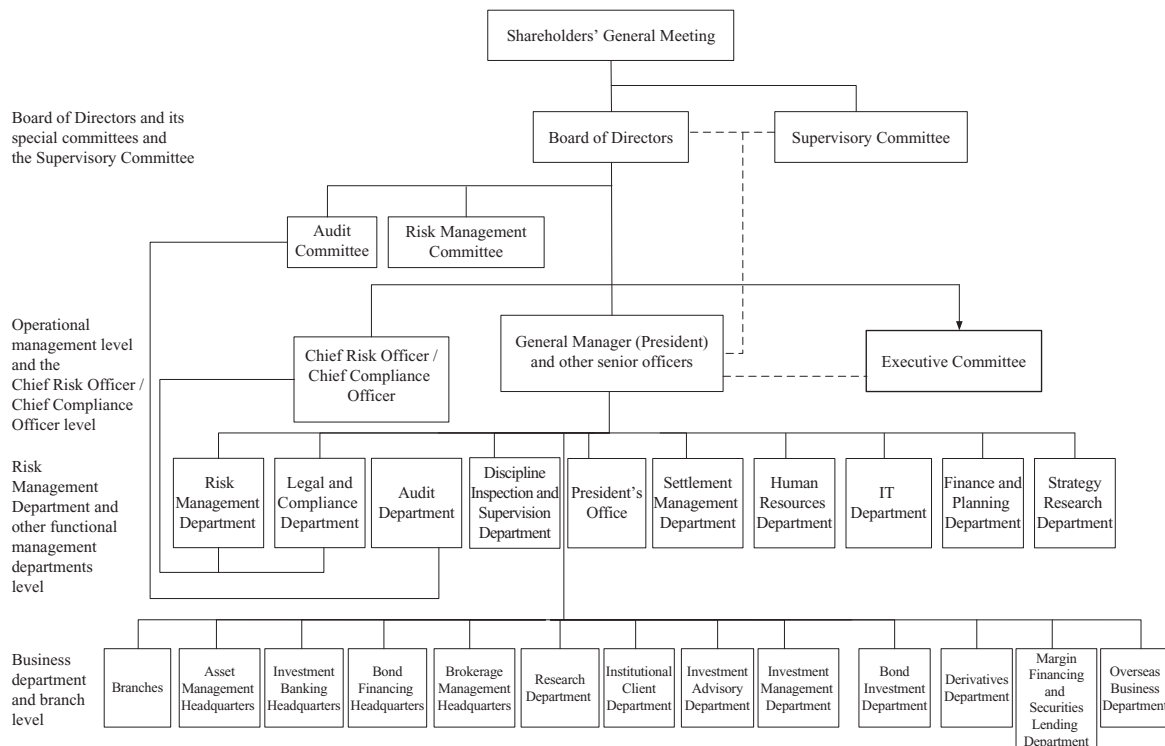 Shareholders' General Meeting
Board of Directors and its
special committees and
the Supervisory Committee
Board of Directors
Supervisory Committee
Audit
Committee
Risk Management
Committee
Operational
management level
and the
Chief Risk Officer /
Chief Compliance
Officer level
Chief Risk Officer /
Chief Compliance
Officer
General Manager (President)
and other senior officers
Executive Committee
Risk
Management
Department and
other functional
management
departments
level
Risk
Management
Department
Legal and
Compliance
Department
Audit
Department
Discipline
Inspection and
Supervision
Department
President's
Office
Settlement
Management
Department
Human
Resources
Department
IT
Department
Finance and
Planning
Department
Strategy
Research
Department
Business
department
and branch
level
Branches
Asset
Management
Headquarters
Investment
Banking
Headquarters
Bond
Financing
Headquarters
Brokerage
Management
Headquarters
Research
Department
Institutional
Client
Department
Investment
Advisory
Department
Investment
Management
Department
Bond
Investment
Department
Derivatives
Department
Margin
Financing
and
Securities
Lending
Department
Overseas
Business
Department